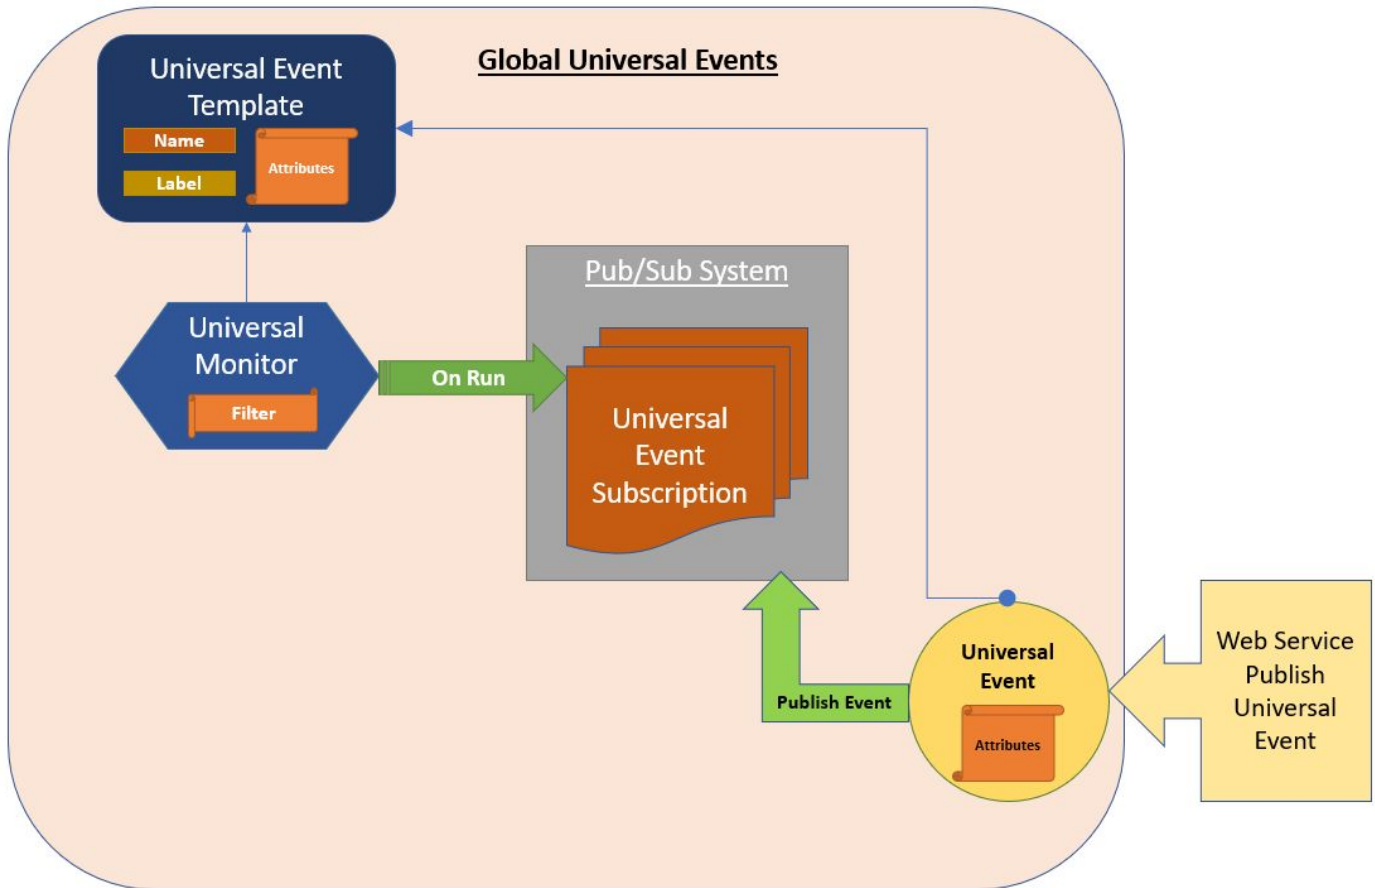 Global Universal Events
Universal Event
Template
Name
Label
Attributes
Pub/Sub System
Universal
Monitor
Filter
On Run
Universal
Event
Subscription
Publish Event
Universal
Event
Attributes
Web Service
Publish
Universal
Event